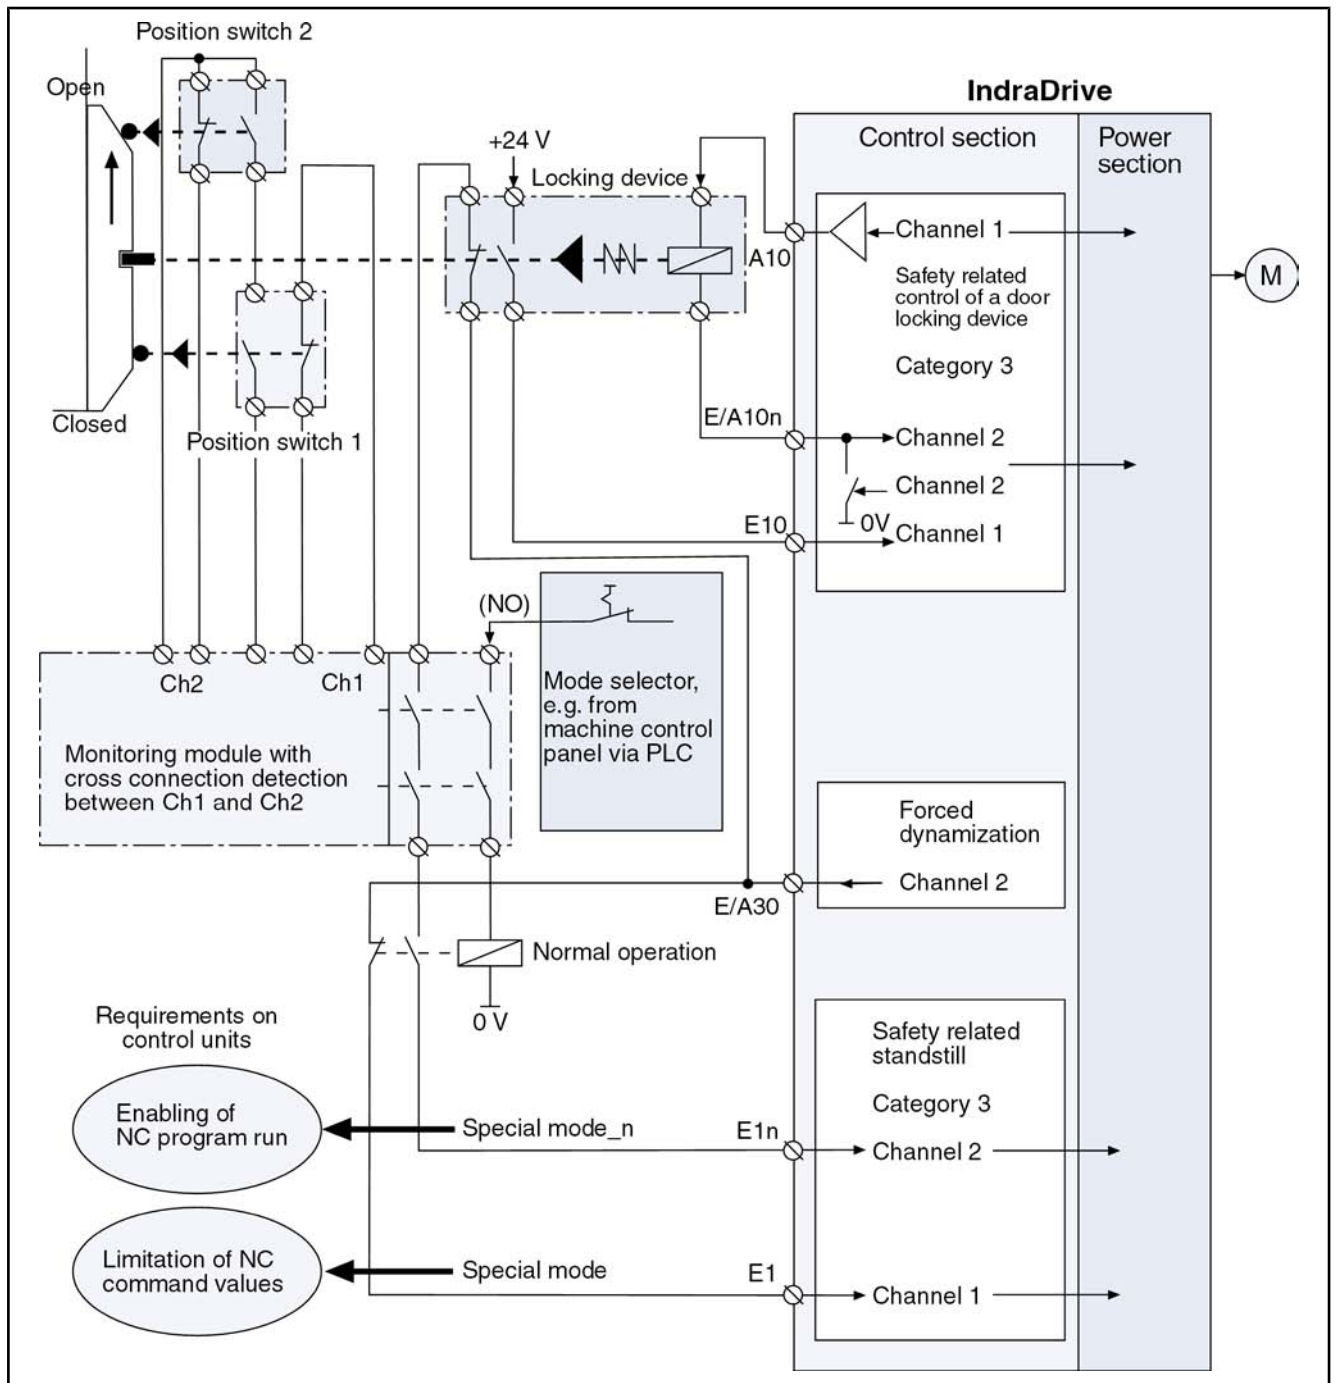 Position switch 2
Open
IndraDrive
Control section
Power
section
+24 V
Locking device
Channel 1
A10
M
Safety related
control of a door
locking device
Category 3
Closed
E/A10n
Position switch 1
Channel 2
Channel 2
E10
0V
Channel 1
(NO)
Ch2
Ch1
Mode selector,
e.g. from
machine control
panel via PLC
Monitoring module with
cross connection detection
between Ch1 and Ch2
Forced
dynamization
Channel 2
E/A30
Normal operation
0 V
Requirements on
control units
Safety related
standstill
Category 3
Enabling of
NC program run
Special mode_n
E1n
Channel 2
Limitation of NC
command values
Special mode
E1
Channel 1